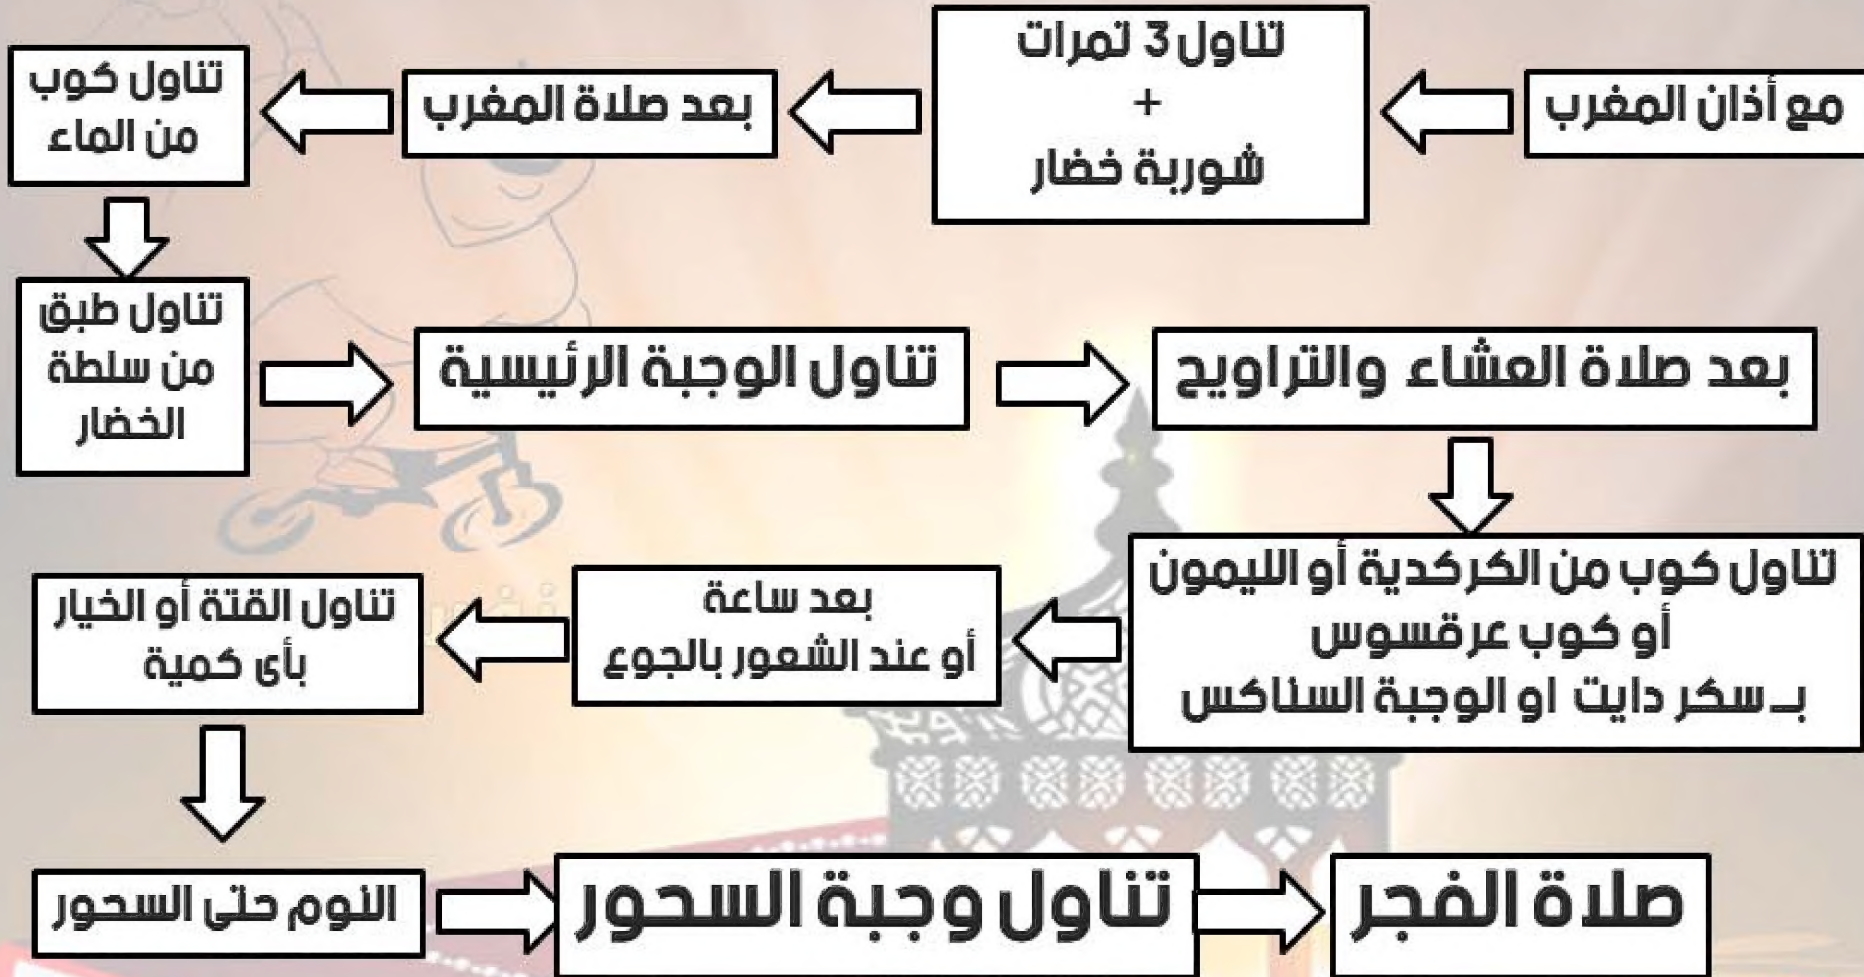 مع أذان المغرب
تناول 3 تمرات
+
شوربة خضار
بعد صلاة المغرب
تناول كوب
من الماء
تناول طبق
من سلطة
الخضار
تناول الوجبة الرئيسية
بعد صلاة العشاء والتراويح
تناول كوب من الكركدية أو الليمون
أو كوب عرقسوس
بـ سكر دايت او الوجبة السناكس
بعد ساعة
أو عند الشعور بالجوع
تناول القتة أو الخيار
بأى كمية
النوم حتى السحور
تناول وجبة السحور
صلاة الفجر